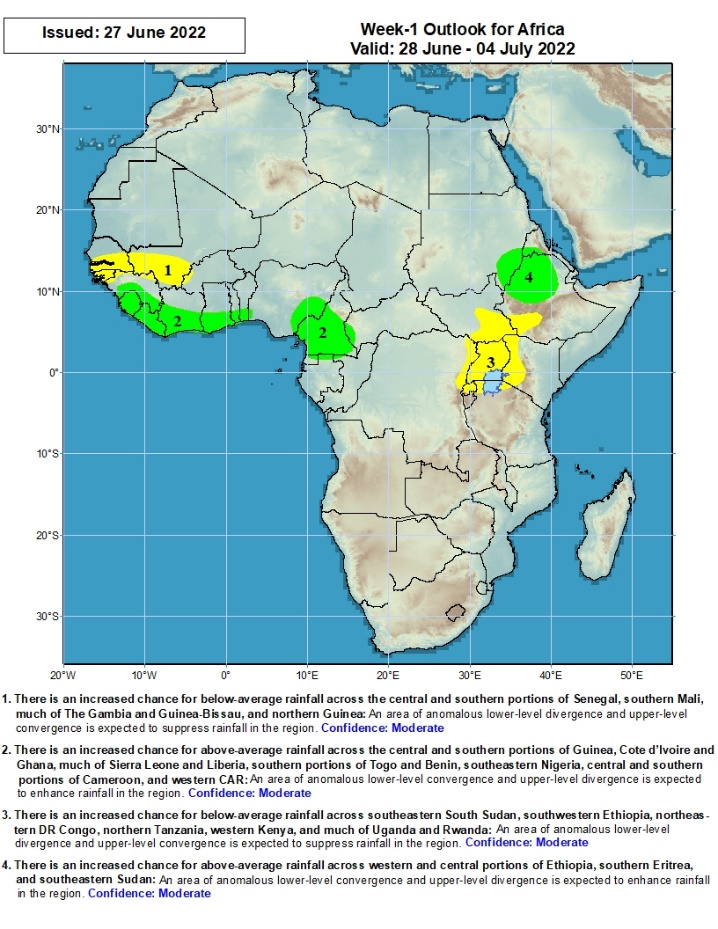 Issued: 27 June 2022
Week-1 Outlook for Africa
Valid: 28 June - 04 July 2022
30°N
20°N
10°N
0°
10°S
20°S
30°S
1
2
2
4
3
20°W
10°W
0°
10°E
20°E
30°E
40°E
50°E
1. There is an increased chance for below-average rainfall across the central and southern portions of Senegal, southern Mali,
much of The Gambia and Guinea-Bissau, and northern Guinea: An area of anomalous lower-level divergence and upper-level
convergence is expected to suppress rainfall in the region. Confidence: Moderate
2. There is an increased chance for above-average rainfall across the central and southern portions of Guinea, Cote d'Ivoire and
Ghana, much of Sierra Leone and Liberia, southern portions of Togo and Benin, southeastern Nigeria, central and southern
portions of Cameroon, and western CAR: An area of anomalous lower-level convergence and upper-level divergence is expected
to enhance rainfall in the region. Confidence: Moderate
3. There is an increased chance for below-average rainfall across southeastern South Sudan, southwestern Ethiopia, northeas-
tern DR Congo, northern Tanzania, western Kenya, and much of Uganda and Rwanda: An area of anomalous lower-level
divergence and upper-level convergence is expected to suppress rainfall in the region. Confidence: Moderate
4. There is an increased chance for above-average rainfall across western and central portions of Ethiopia, southern Eritrea,
and southeastern Sudan: An area of anomalous lower-level convergence and upper-level divergence is expected to enhance rainfall
in the region. Confidence: Moderate